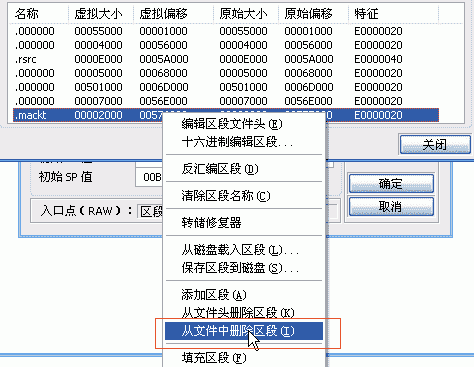 名称 虚拟大小 虚拟偏移 原始大小 原始偏移 特征
.000000 00055000 00001000 00055000 00001000 E0000020
.000000 00004000 00056000 00004000 00056000 E0000020
.rsrc 0000E000 0005A000 0000E000 0005A000 E0000040
.000000 00005000 00068000 00005000 00068000 E0000020
.000000 00501000 0006D000 00501000 0006D000 E0000020
.000000 00007000 0056E000 00007000 0056E000 E0000020
.mackt 00002000 E0000020
编辑区段文件头(E)
十六进制编辑区段...
关闭
反汇编区段(D)
初始 SP 值 00B
确定
清除区段名称(C)
取消
入口点(RAW): 区段
转储修复器
从磁盘载入区段(L)...
保存区段到磁盘(S)...
添加区段(A)
从文件头删除区段(K)
从文件中删除区段(I)
填充区段(F)